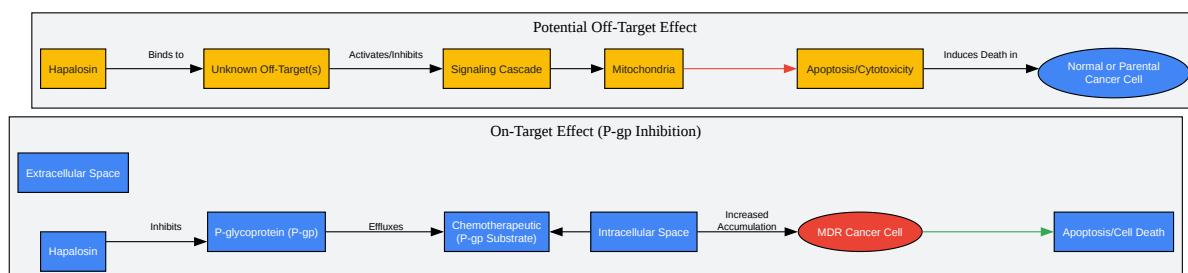 Potential Off-Target Effect
Hapalosin
Binds to
Unknown Off-Target(s)
Activates/Inhibits
Signaling Cascade
Mitochondria
Apoptosis/Cytotoxicity
Induces Death in
Normal or Parental
Cancer Cell
On-Target Effect (P-gp Inhibition)
Extracellular Space
Hapalosin
Inhibits
P-glycoprotein (P-gp)
Effluxes
Chemotherapeutic
(P-gp Substrate)
Intracellular Space
Increased
Accumulation
MDR Cancer Cell
Apoptosis/Cell Death